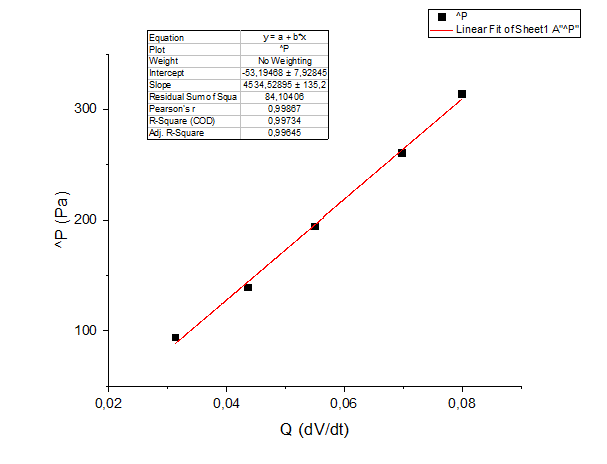 ^P
Linear Fit of Sheet1 A"^P"
Equation y = a + b*x
Plot ^P
Weight No Weighting
Intercept -53,19468 ± 7,92845
Slope 4534,52895 ± 135,2
Residual Sum of Squa 84,10406
Pearson's r 0,99867
R-Square (COD) 0,99734
Adj. R-Square 0,99645
300
200
100
^P (Pa)
0,02 0,04 0,06 0,08
Q (dV/dt)